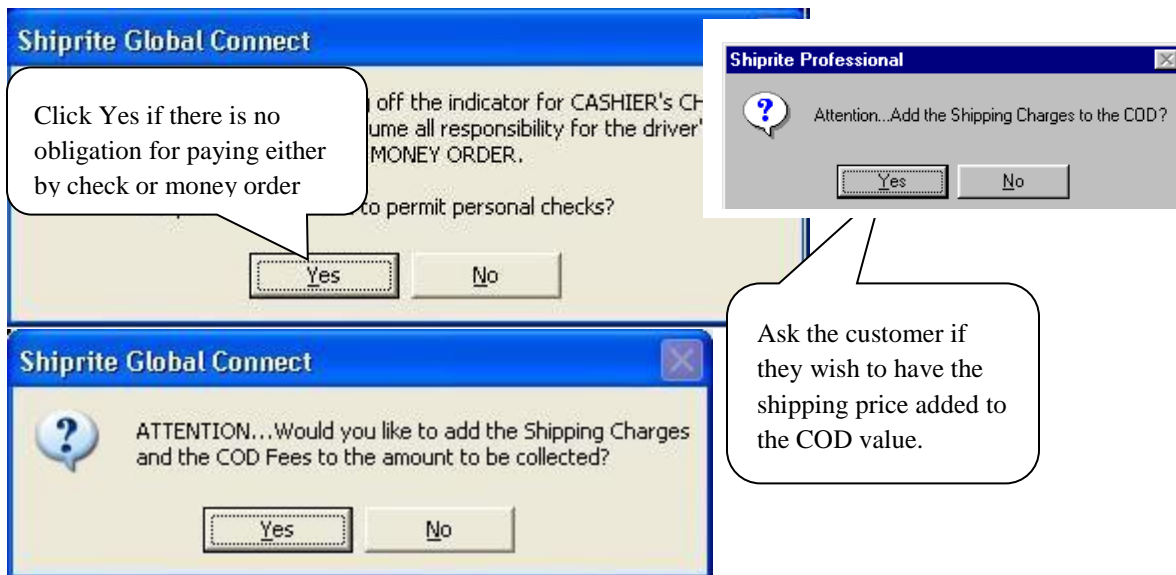 Shiprite Global Connect
off the indicator for CASHIER's
all responsibility for the driver'
MONEY ORDER.
to permit personal checks?
Yes
No
Click Yes if there is no
obligation for paying either
by check or money order
Shiprite Professional
Attention...Add the Shipping Charges to the COD?
Yes
No
Ask the customer if
they wish to have the
shipping price added to
the COD value.
Shiprite Global Connect
ATTENTION...Would you like to add the Shipping Charges
and the COD Fees to the amount to be collected?
Yes
No